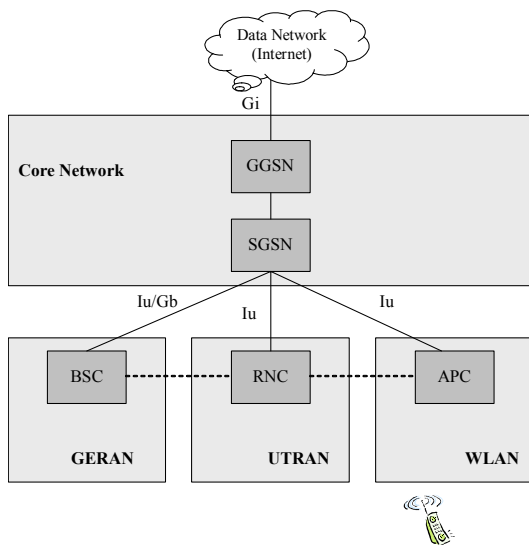 Data Network
(Internet)
Gi
Core Network
GGSN
SGSN
Iu/Gb
Iu
Iu
BSC
RNC
APC
GERAN
UTRAN
WLAN